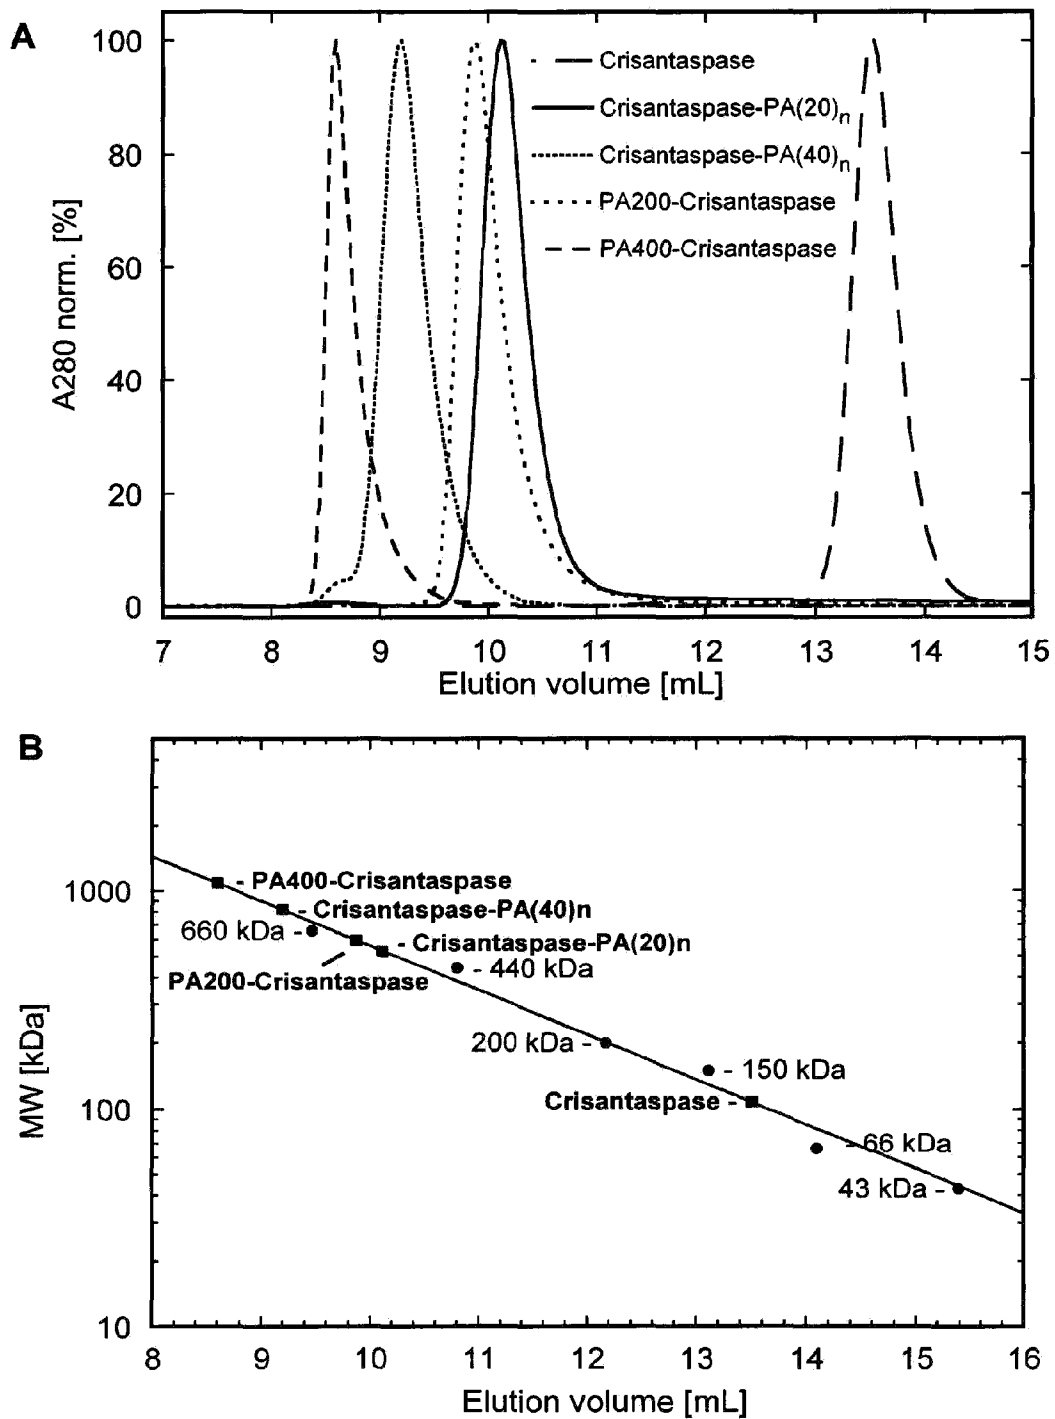 A
100
80
60
40
20
0
A280 norm. [%]
Crisantaspase
Crisantaspase-PA(20)n
Crisantaspase-PA(40)n
PA200-Crisantaspase
PA400-Crisantaspase
7 8 9 10 11 12 13 14 15
Elution volume [mL]
B
1000
100
10
MW [kDa]
- PA400-Crisantaspase
- Crisantaspase-PA(40)n
660 kDa -
- Crisantaspase-PA(20)n
- 440 kDa
PA200-Crisantaspase
200 kDa -
- 150 kDa
Crisantaspase -
- 66 kDa
43 kDa -
8 9 10 11 12 13 14 15 16
Elution volume [mL]